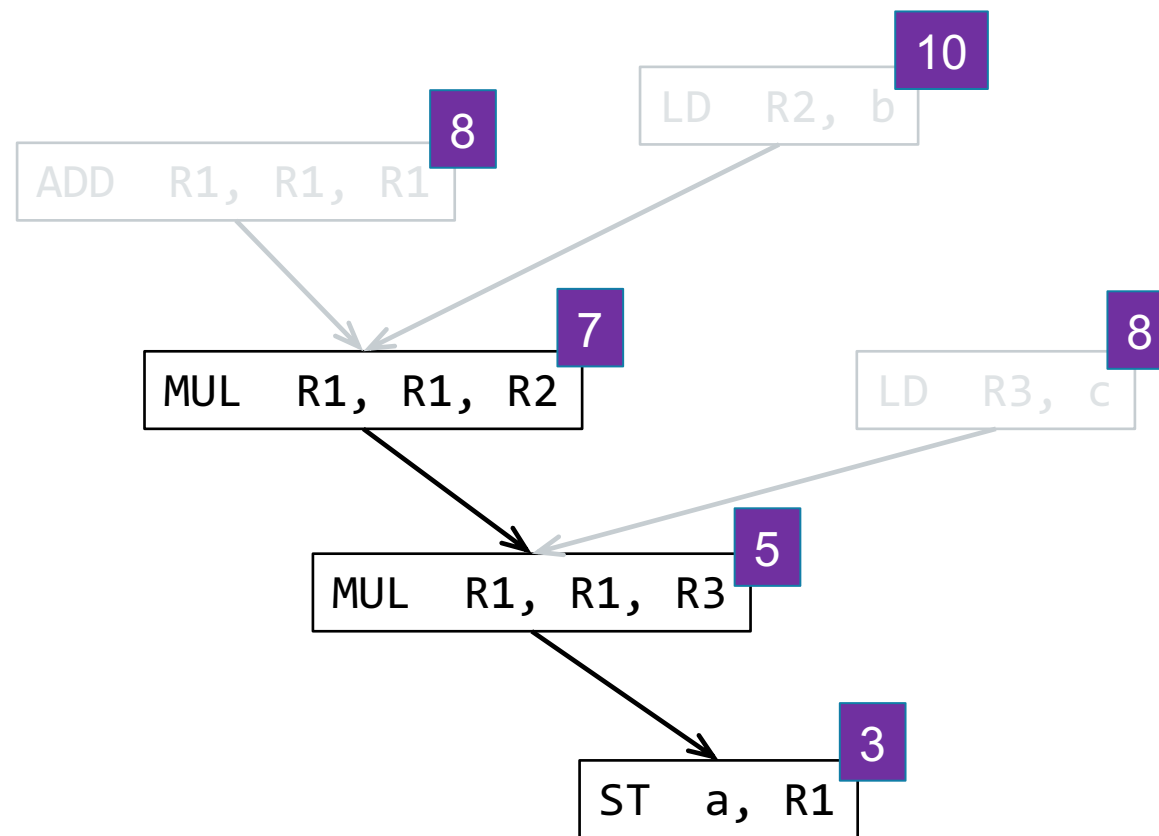 10
LD R2, b
8
ADD R1, R1, R1
7
MUL R1, R1, R2
8
LD R3, c
5
MUL R1, R1, R3
3
ST a, R1